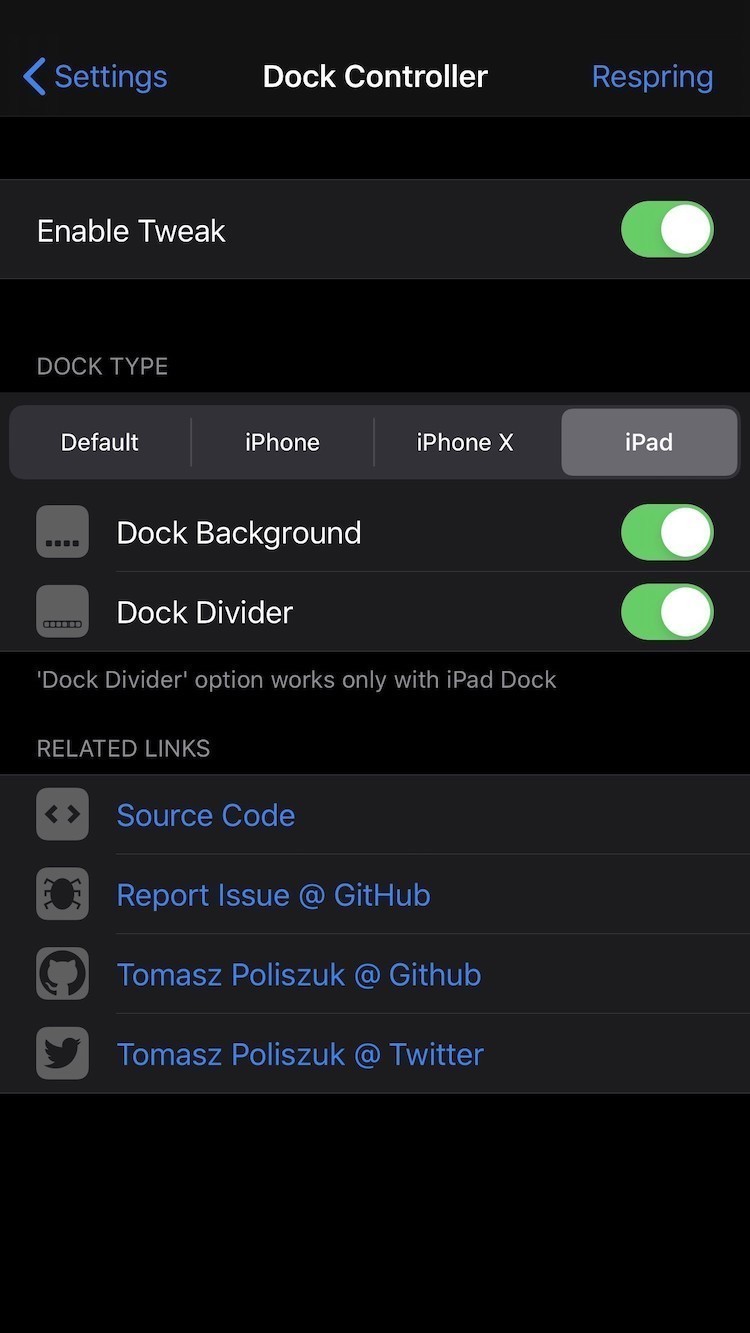 Settings
Dock Controller
Respring
Enable Tweak
DOCK TYPE
Default
iPhone
iPhone X
iPad
Dock Background
Dock Divider
'Dock Divider' option works only with iPad Dock
RELATED LINKS
Source Code
Report Issue @ GitHub
Tomasz Poliszuk @ Github
Tomasz Poliszuk @ Twitter